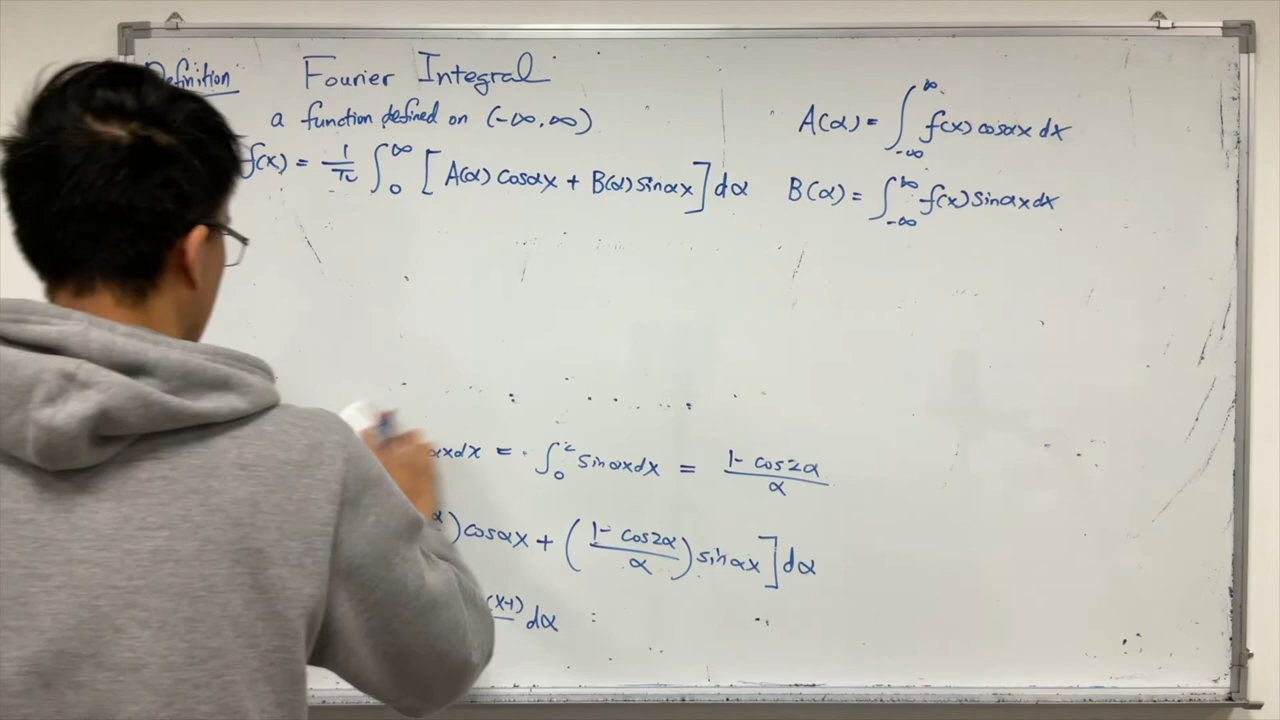 Definition Fourier Integral
a function defined on (-∞, ∞)
f(x) = 1/π ∫₀^∞ [A(α) cosαx + B(α) sinαx] dα
A(α) = ∫_{-∞}^∞ f(x) cosαx dx
B(α) = ∫_{-∞}^∞ f(x) sinαx dx
αxdx = ∫₀² sinαxdx = (1 - cos2α)/α
)cosαx + ((1 - cos2α)/α) sinαx] dα
(x-1) dα